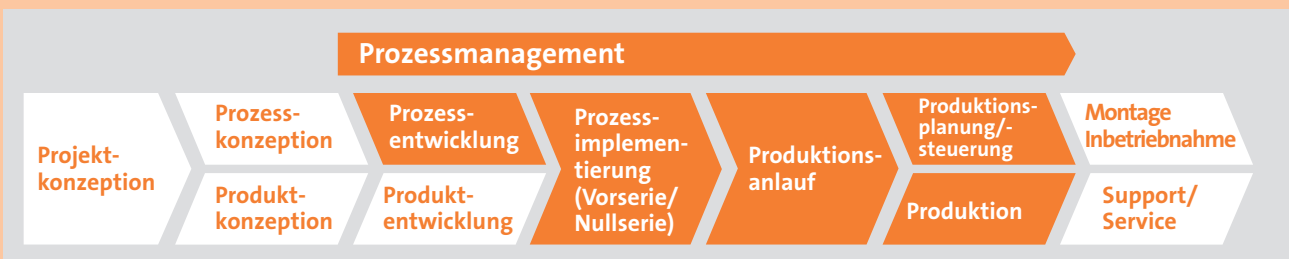 Prozessmanagement
Projekt-
konzeption
Prozess-
konzeption
Produkt-
konzeption
Prozess-
entwicklung
Produkt-
entwicklung
Prozess-
implemen-
tierung
(Vorserie/
Nullserie)
Produktions-
anlauf
Produktions-
planung/-
steuerung
Produktion
Montage
Inbetriebnahme
Support/
Service